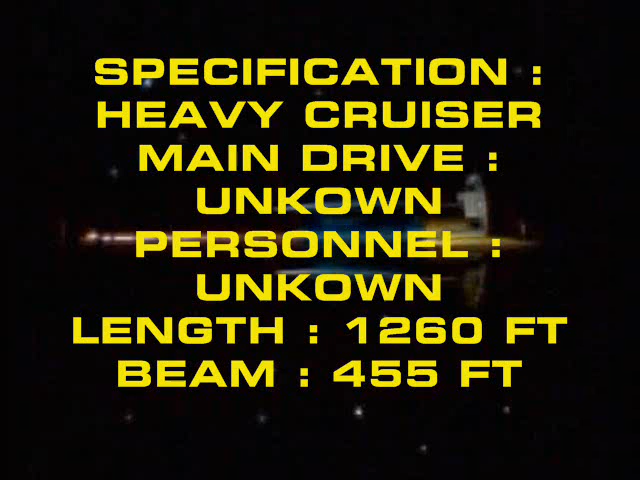 SPECIFICATION :
HEAVY CRUISER
MAIN DRIVE :
UNKOWN
PERSONNEL :
UNKOWN
LENGTH : 1260 FT
BEAM : 455 FT